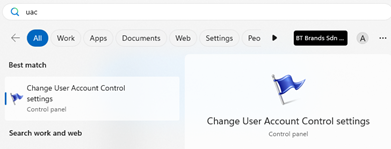 uac
All Work Apps Documents Web Settings Peo BT Brands Sdn ... A
Best match
Change User Account Control
settings
Control panel
Search work and web
Change User Account Control settings
Control panel